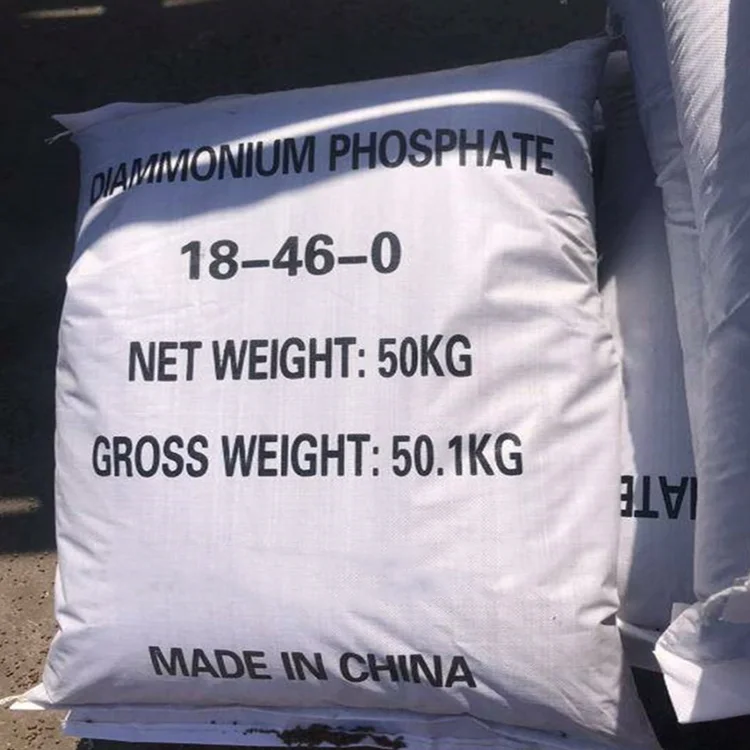 DIAMMONIUM PHOSPHATE
18-46-0
NET WEIGHT: 50KG
GROSS WEIGHT: 50.1KG
MADE IN CHINA